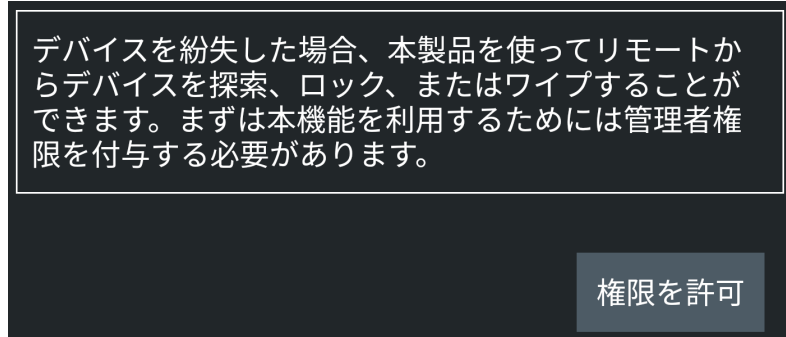 デバイスを紛失した場合、本製品を使ってリモートか
らデバイスを探索、ロック、またはワイプすることが
できます。まずは本機能を利用するためには管理者権
限を付与する必要があります。
権限を許可